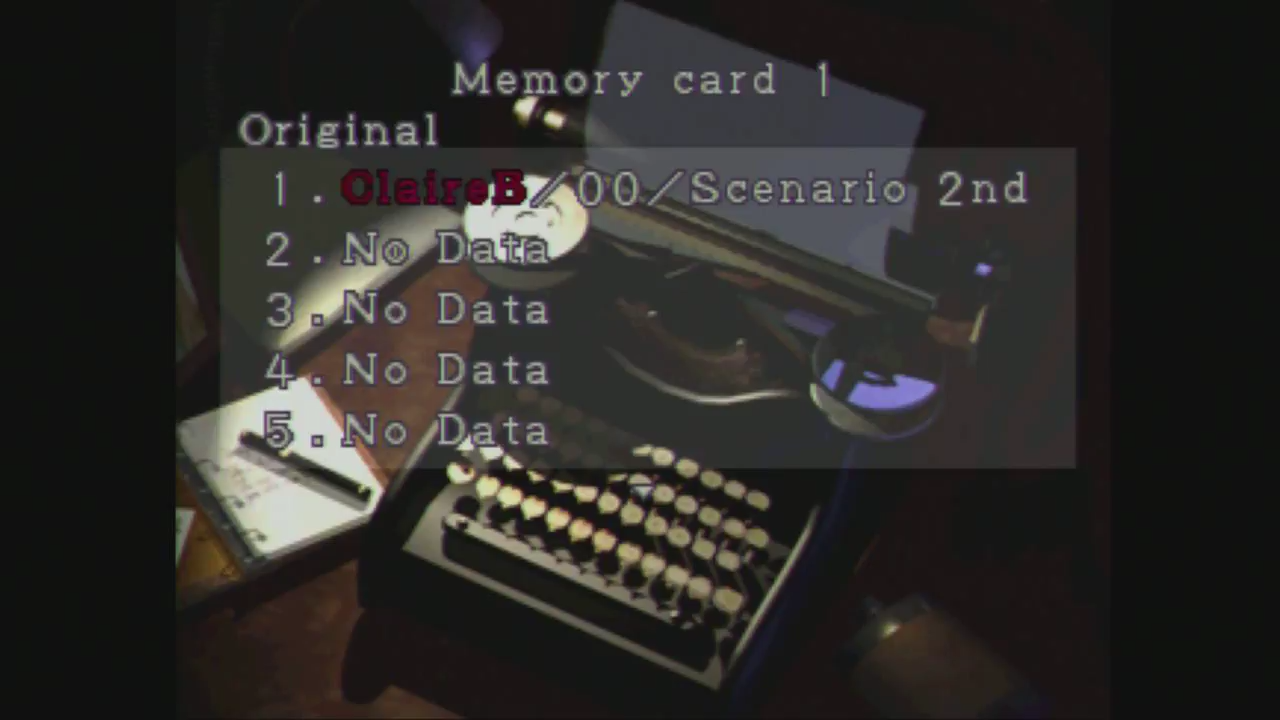 Memory card 1
Original
1.ClaireB/00/Scenario 2nd
2.No Data
3.No Data
4.No Data
5.No Data